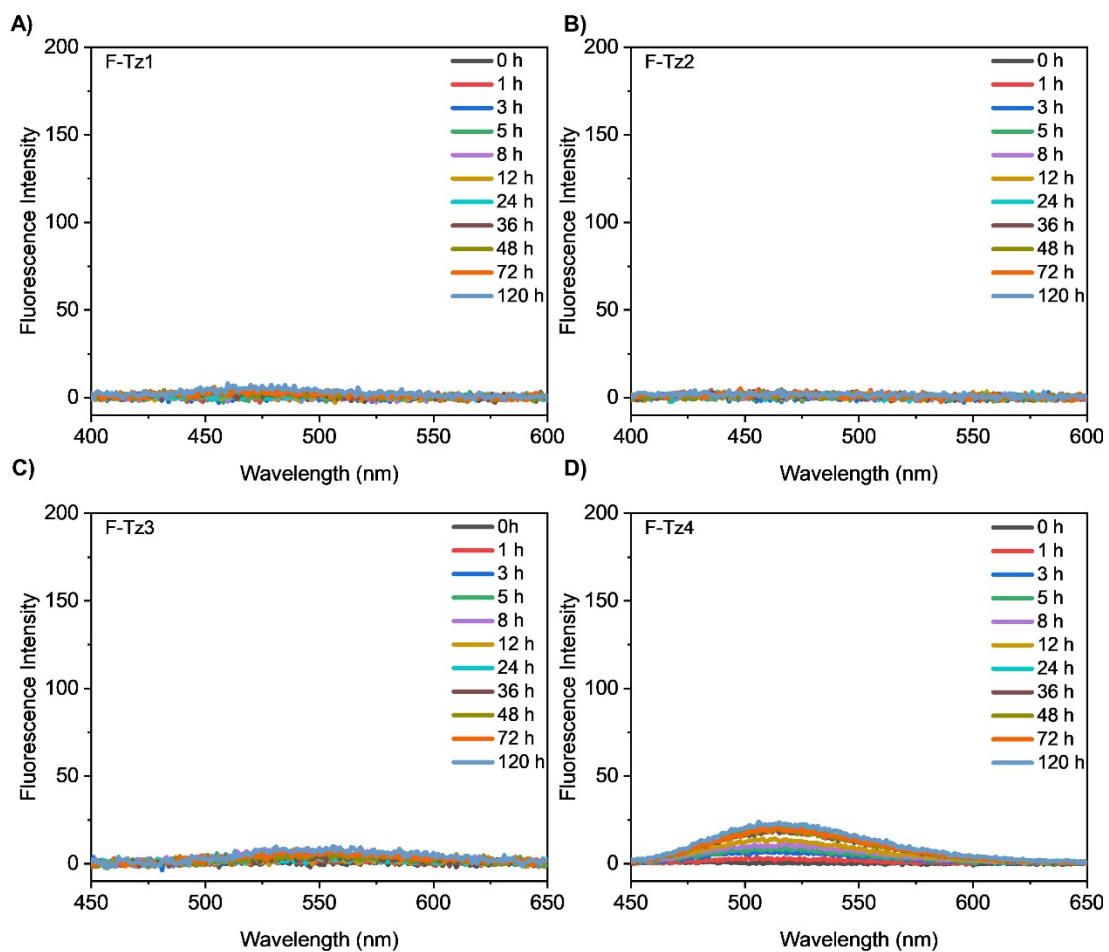 A)
F-Tz1
200
150
100
50
0
Fluorescence Intensity
400 450 500 550 600
Wavelength (nm)
0 h
1 h
3 h
5 h
8 h
12 h
24 h
36 h
48 h
72 h
120 h
B)
F-Tz2
200
150
100
50
0
Fluorescence Intensity
400 450 500 550 600
Wavelength (nm)
0 h
1 h
3 h
5 h
8 h
12 h
24 h
36 h
48 h
72 h
120 h
C)
F-Tz3
200
150
100
50
0
Fluorescence Intensity
450 500 550 600 650
Wavelength (nm)
0h
1 h
3 h
5 h
8 h
12 h
24 h
36 h
48 h
72 h
120 h
D)
F-Tz4
200
150
100
50
0
Fluorescence Intensity
450 500 550 600 650
Wavelength (nm)
0 h
1 h
3 h
5 h
8 h
12 h
24 h
36 h
48 h
72 h
120 h